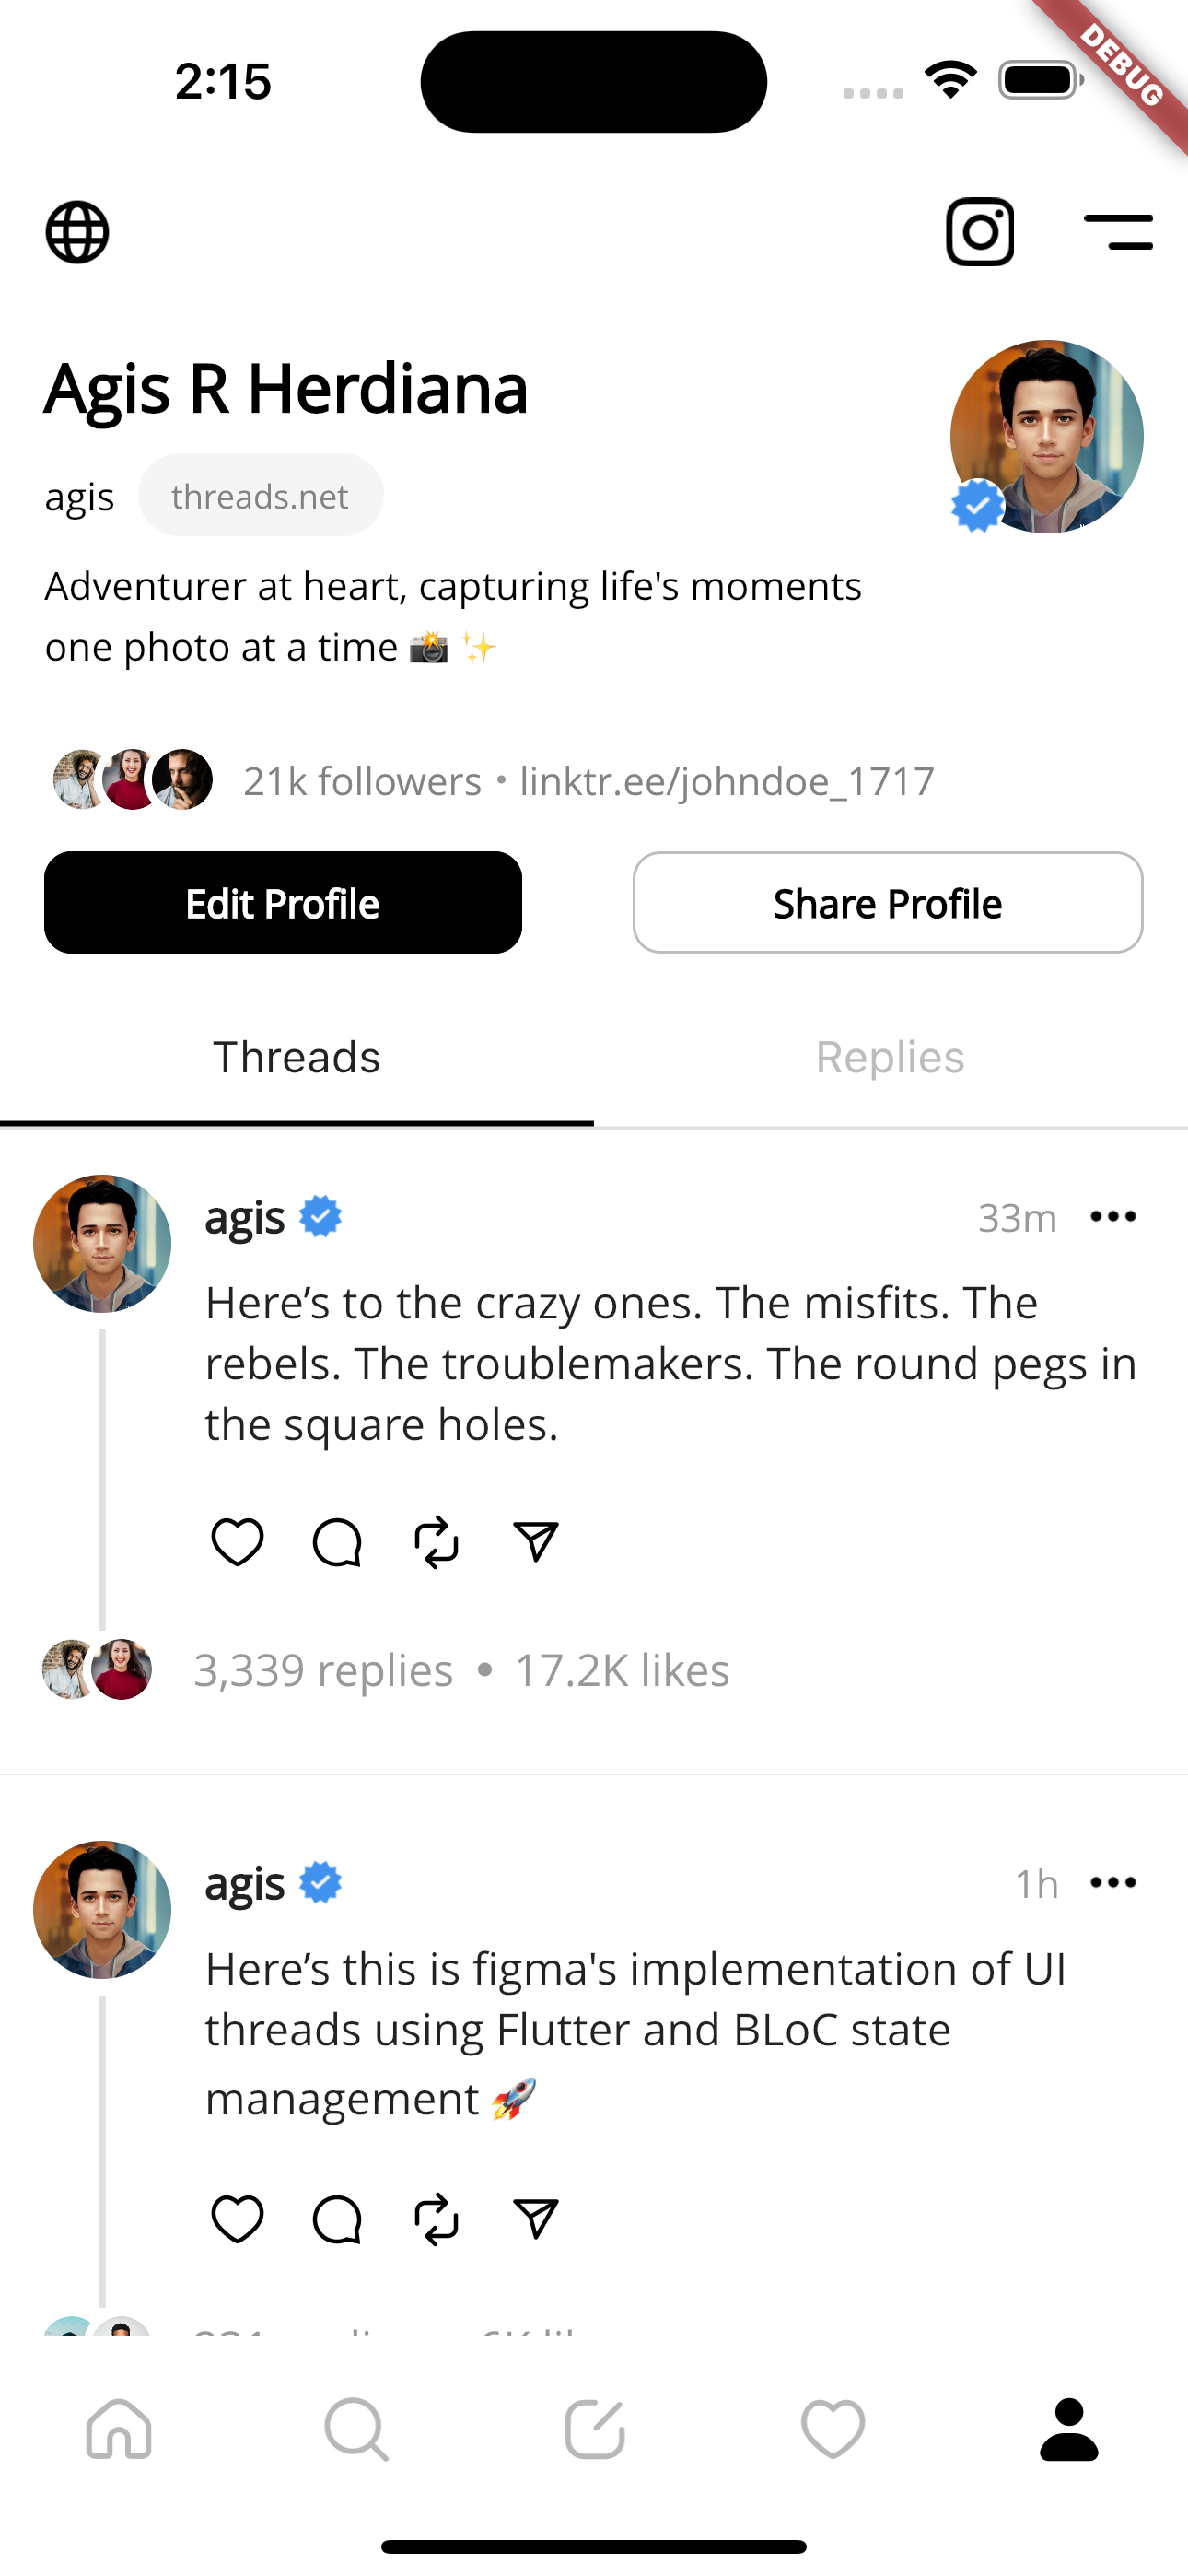 2:15
DEBUG
Agis R Herdiana
agis threads.net
Adventurer at heart, capturing life's moments
one photo at a time 📸 ✨
21k followers • linktr.ee/johndoe_1717
Edit Profile Share Profile
Threads Replies
agis 33m
Here’s to the crazy ones. The misfits. The
rebels. The troublemakers. The round pegs in
the square holes.
3,339 replies • 17.2K likes
agis 1h
Here’s this is figma's implementation of UI
threads using Flutter and BLoC state
management 🚀